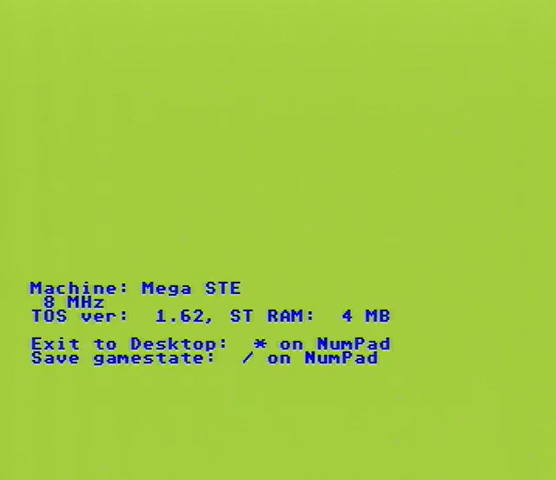 Machine: Mega STE
8 MHz
TOS ver: 1.62, ST RAM: 4 MB
Exit to Desktop: * on NumPad
Save gamestate: / on NumPad